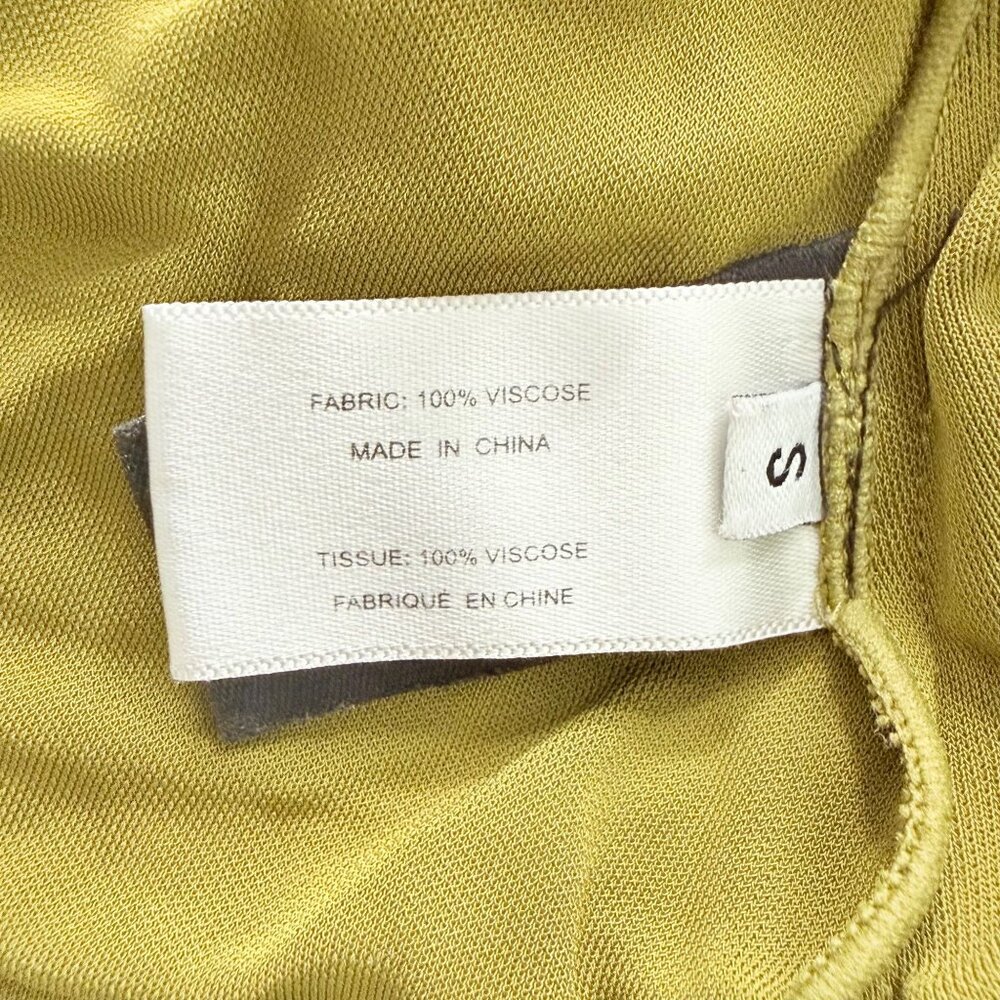 FABRIC: 100% VISCOSE
MADE IN CHINA
TISSUE: 100% VISCOSE
FABRIQUE EN CHINE
S